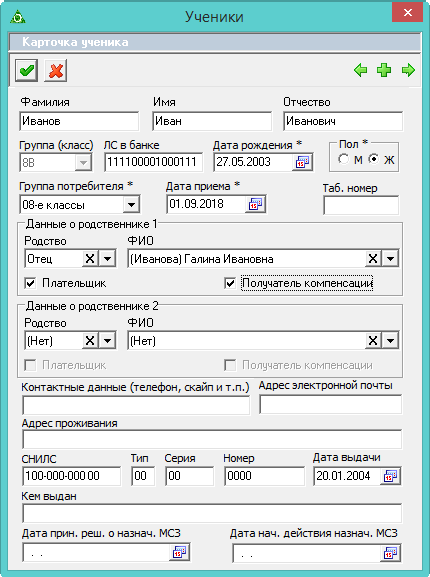 Ученики
Карточка ученика
Фамилия Имя Отчество
Иванов Иван Иванович
Группа (класс) ЛС в банке Дата рождения * Пол *
8В 111100001000111 27.05.2003 М Ж
Группа потребителя * Дата приема * Таб. номер
08-е классы 01.09.2018
Данные о родственнике 1
Родство ФИО
Отец (Иванова) Галина Ивановна
Плательщик Получатель компенсации
Данные о родственнике 2
Родство ФИО
(Нет) (Нет)
Плательщик Получатель компенсации
Контактные данные (телефон, скайп и т.п.) Адрес электронной почты
Адрес проживания
СНИЛС Тип Серия Номер Дата выдачи
100-000-000 00 00 00 0000 20.01.2004
Кем выдан
Дата прин. реш. о назнач. МСЗ Дата нач. действия назнач. МСЗ
. . . .